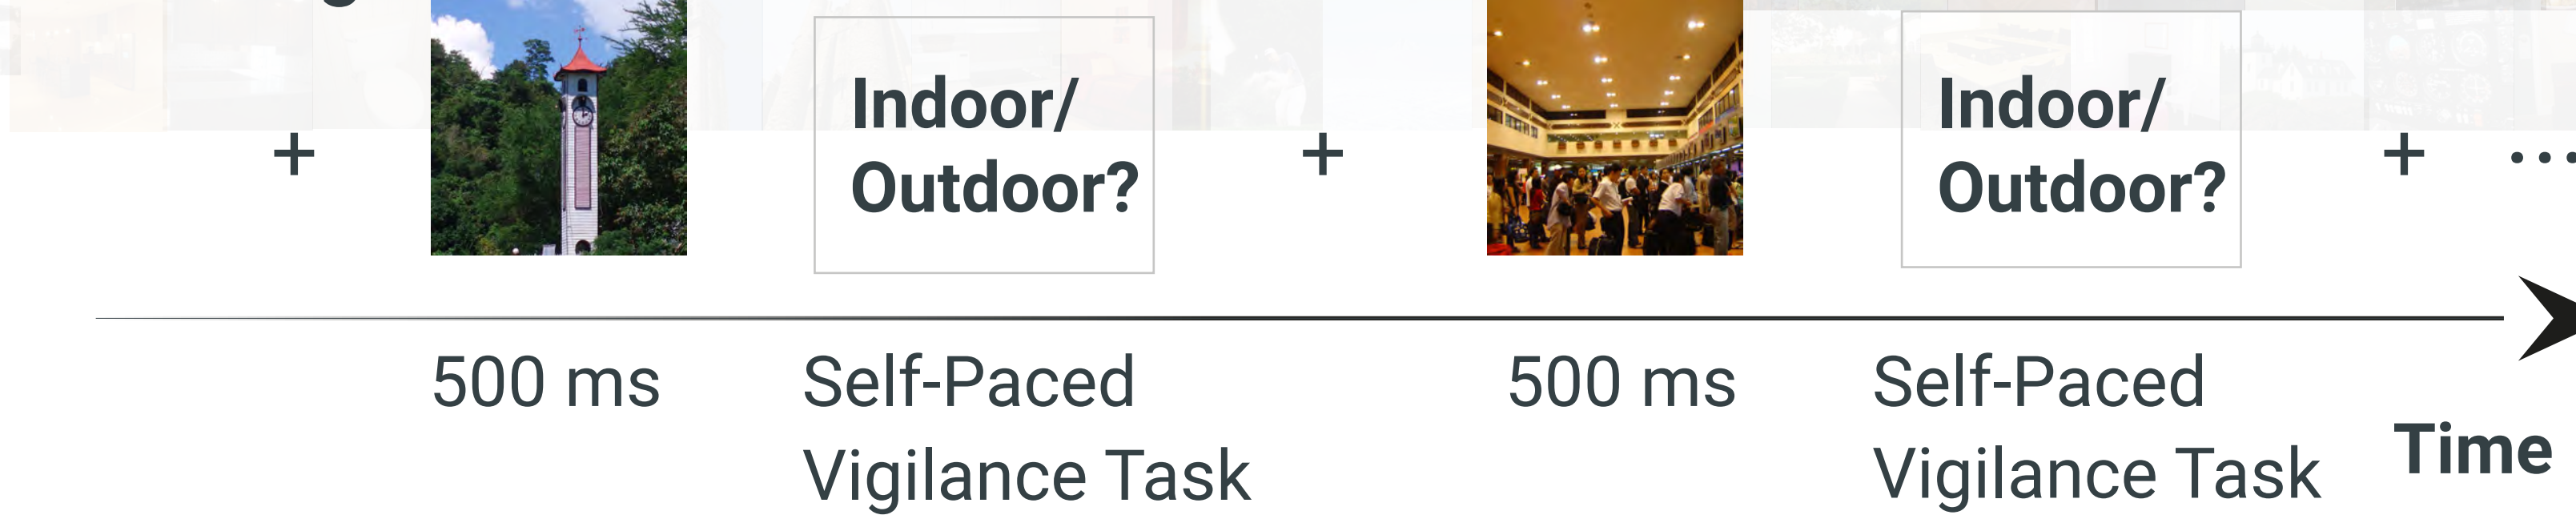 +
Indoor/
Outdoor?
+
Indoor/
Outdoor?
+ ...
500 ms
Self-Paced
Vigilance Task
500 ms
Self-Paced
Vigilance Task
Time